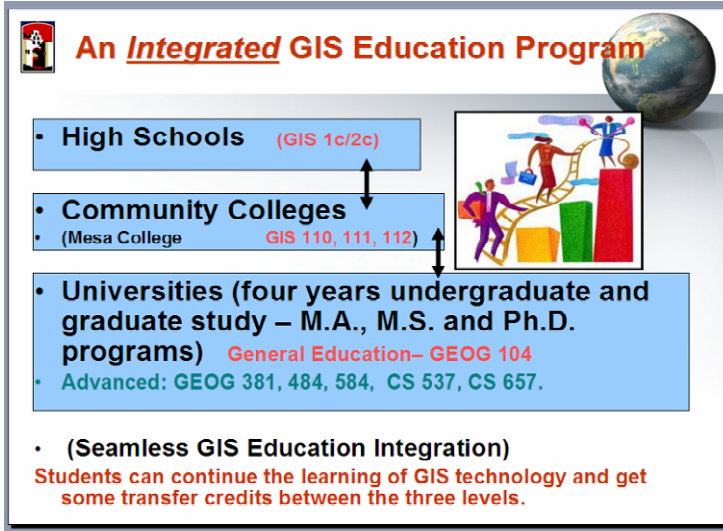 An Integrated GIS Education Program
▪ High Schools (GIS 1c/2c)
• Community Colleges
• (Mesa College GIS 110, 111, 112)
• Universities (four years undergraduate and
graduate study – M.A., M.S. and Ph.D.
programs) General Education– GEOG 104
• Advanced: GEOG 381, 484, 584, CS 537, CS 657.
• (Seamless GIS Education Integration)
Students can continue the learning of GIS technology and get
some transfer credits between the three levels.